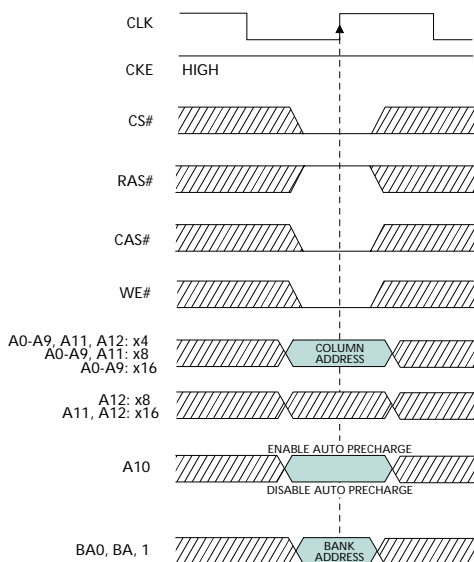 CLK
CKE HIGH
CS#
RAS#
CAS#
WE#
A0-A9, A11, A12: x4
A0-A9, A11: x8
A0-A9: x16
COLUMN
ADDRESS
A12: x8
A11, A12: x16
ENABLE AUTO PRECHARGE
A10
DISABLE AUTO PRECHARGE
BA0, BA, 1
BANK
ADDRESS